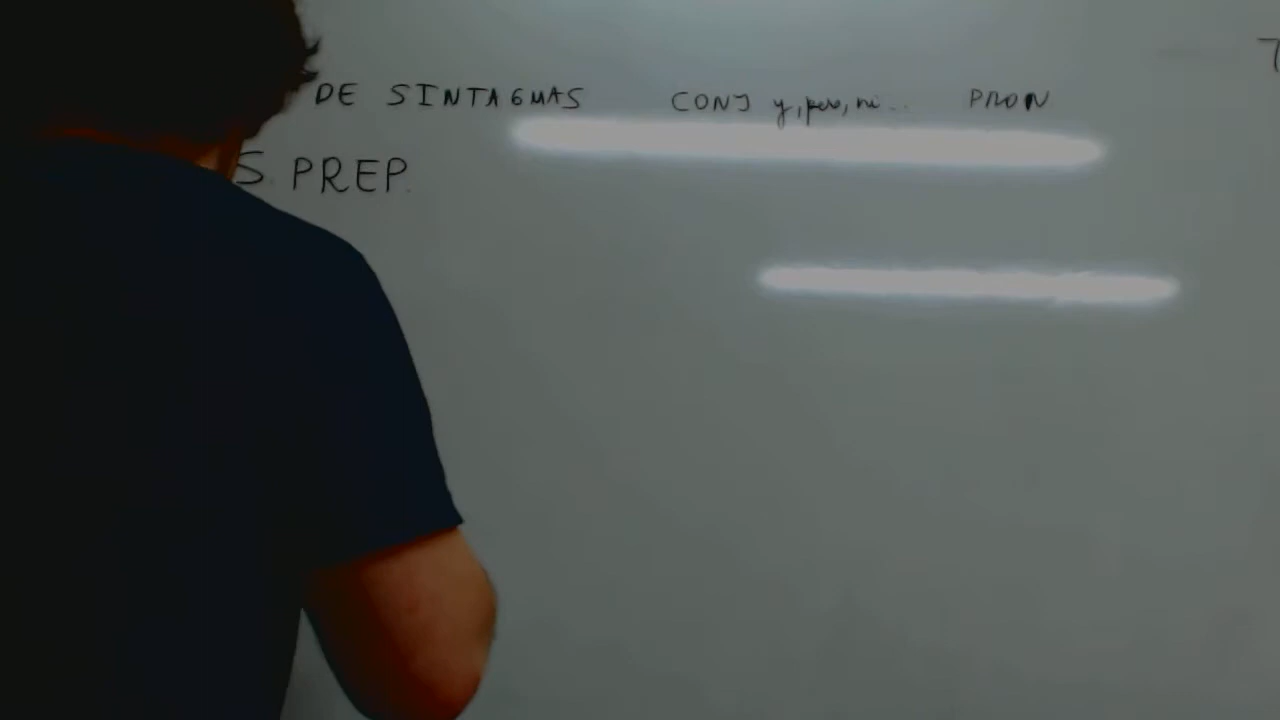 DE SINTAGMAS CONJ y, pero, ni... PRON
S. PREP.